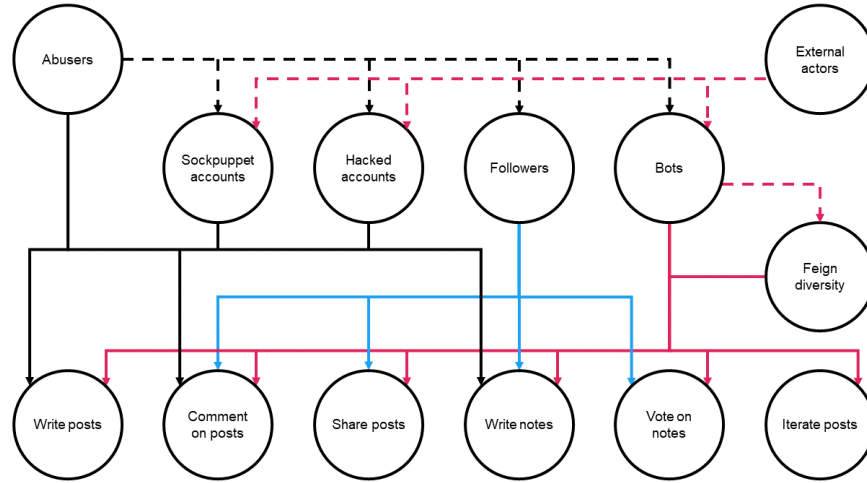 Abusers
External
actors
Sockpuppet
accounts
Hacked
accounts
Followers
Bots
Feign
diversity
Write posts
Comment
on posts
Share posts
Write notes
Vote on
notes
Iterate posts